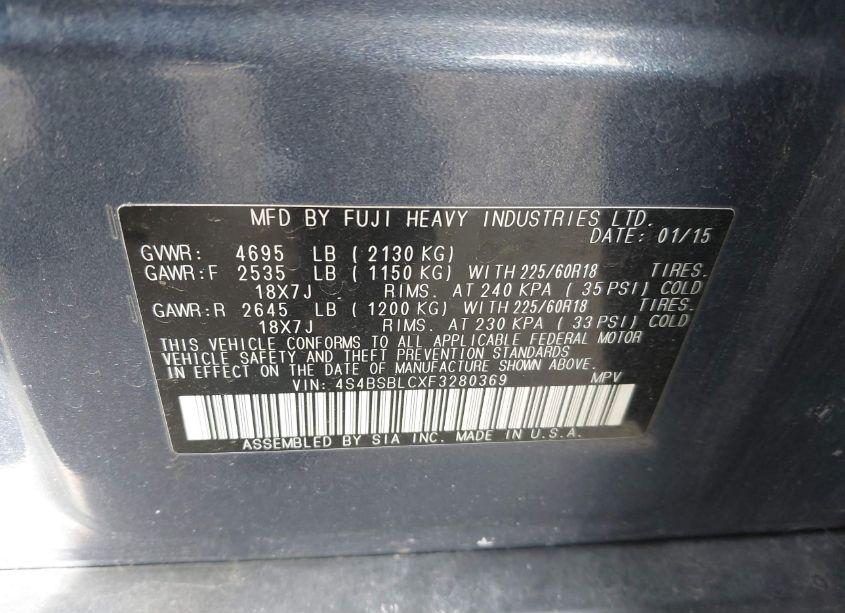 MFD BY FUJI HEAVY INDUSTRIES LTD.
DATE: 01/15
GVWR: 4695 LB ( 2130 KG)
GAWR:F 2535 LB ( 1150 KG) WITH 225/60R18 TIRES.
18X7J RIMS. AT 240 KPA ( 35 PSI) COLD
GAWR:R 2645 LB ( 1200 KG) WITH 225/60R18 TIRES.
18X7J RIMS. AT 230 KPA ( 33 PSI) COLD
THIS VEHICLE CONFORMS TO ALL APPLICABLE FEDERAL MOTOR
VEHICLE SAFETY AND THEFT PREVENTION STANDARDS
IN EFFECT ON THE DATE OF MANUFACTURE SHOWN ABOVE.
VIN: 4S4BSBLCXF3280369 MPV
ASSEMBLED BY SIA INC. MADE IN U.S.A.